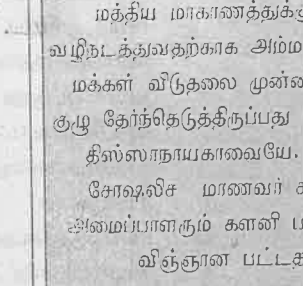 மத்திய மாகாணத்துக்கு
வழிநடத்துவதற்காக அம்ம
மக்கள் விடுதலை முன்ன
குழு தேர்ந்தெடுத்திருப்பது
திஸ்ஸாநாயகாவையே.
சோஷலிச மாணவர் ச
அமைப்பாளரும் களனி ப
விஞ்ஞான பட்டத